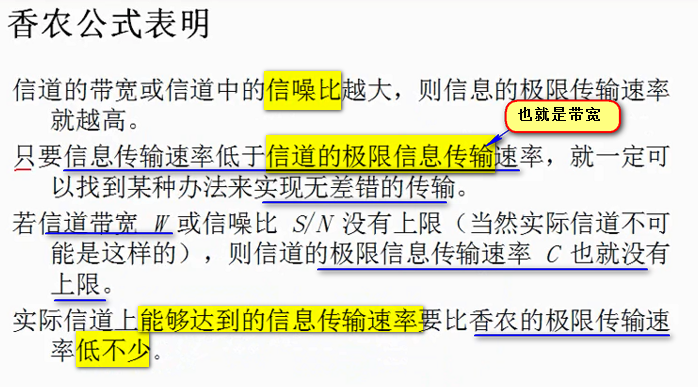 香农公式表明
信道的带宽或信道中的信噪比越大，则信息的极限传输速率
就越高。
也就是带宽
只要信息传输速率低于信道的极限信息传输速率，就一定可
以找到某种办法来实现无差错的传输。
若信道带宽 W 或信噪比 S/N 没有上限（当然实际信道不可
能是这样的），则信道的极限信息传输速率 C 也就没有
上限。
实际信道上能够达到的信息传输速率要比香农的极限传输速
率低不少。